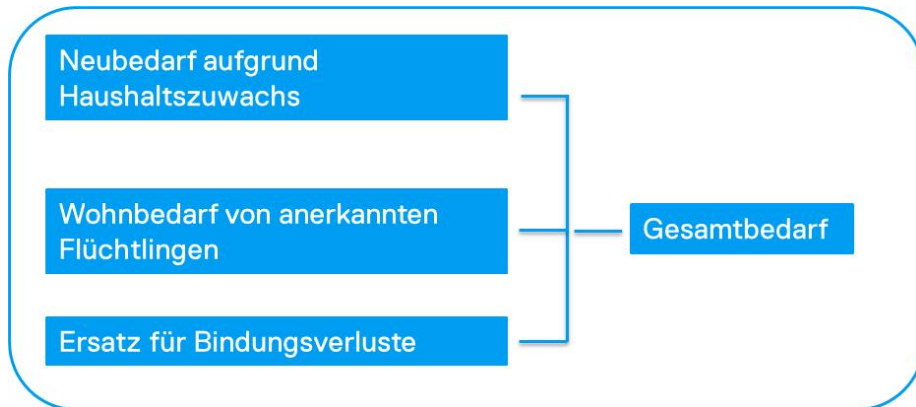 Neubedarf aufgrund
Haushaltszuwachs
Wohnbedarf von anerkannten
Flüchtlingen
Gesamtbedarf
Ersatz für Bindungsverluste